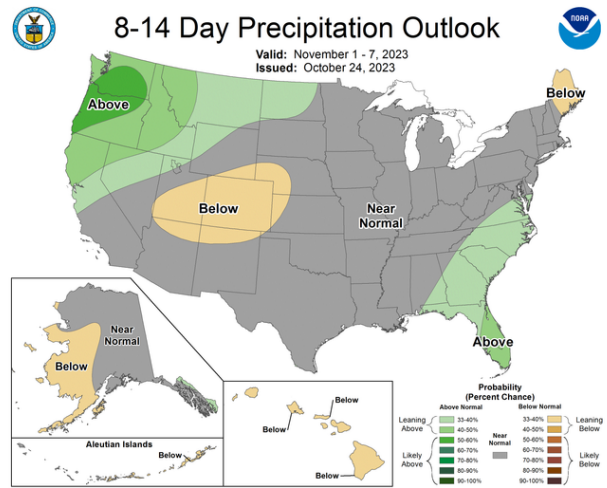 8-14 Day Precipitation Outlook
Valid: November 1 - 7, 2023
Issued: October 24, 2023
NOAA
Above
Below
Below
Near
Normal
Above
Near
Normal
Below
Aleutian Islands
Below
Below
Below
Below
Probability
(Percent Chance)
Above Normal
Below Normal
Leaning
Above
33-40%
40-50%
Likely
Above
50-60%
60-70%
70-80%
80-90%
90-100%
Near
Normal
33-40%
40-50%
Leaning
Below
50-60%
60-70%
70-80%
80-90%
90-100%
Likely
Below